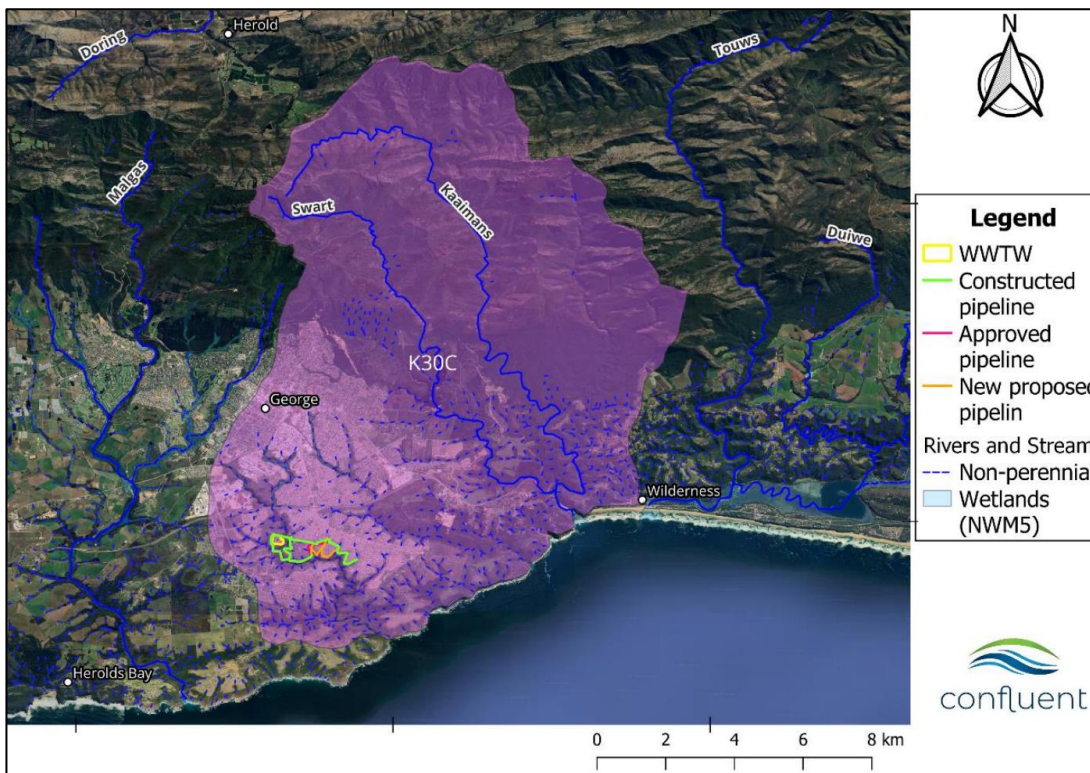 Herold
Doring
Touws
N
Malgas
Swart
Kaaimans
Duiwe
K30C
George
Wilderness
Herolds Bay
Legend
WWTW
Constructed
pipeline
Approved
pipeline
New proposed
pipelin
Rivers and Stream
Non-perennia
Wetlands
(NWM5)
confluent
0 2 4 6 8 km